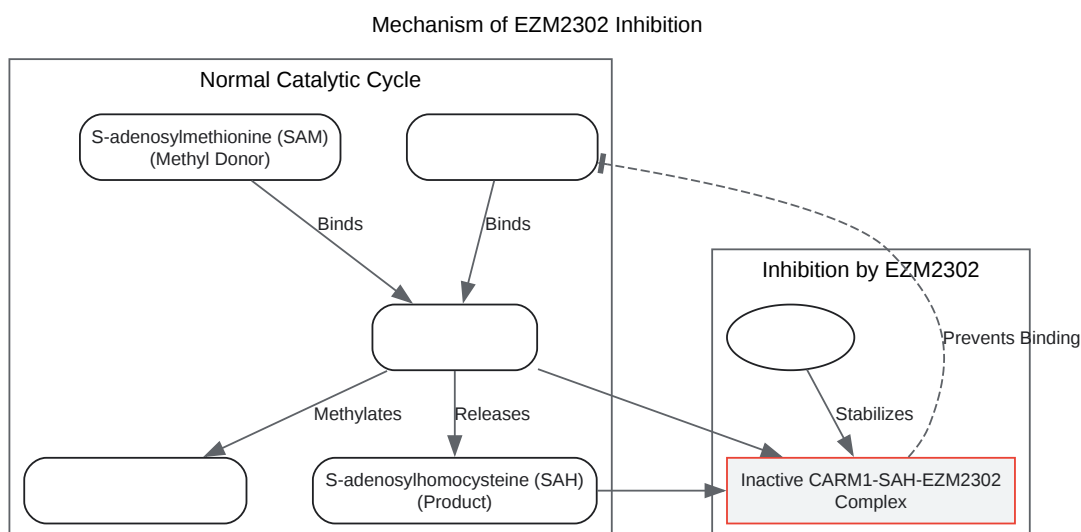 Mechanism of EZM2302 Inhibition
Normal Catalytic Cycle
S-adenosylmethionine (SAM)
(Methyl Donor)
Binds
Binds
Inhibition by EZM2302
Prevents Binding
Methylates
Releases
Stabilizes
S-adenosylhomocysteine (SAH)
(Product)
Inactive CARM1-SAH-EZM2302
Complex